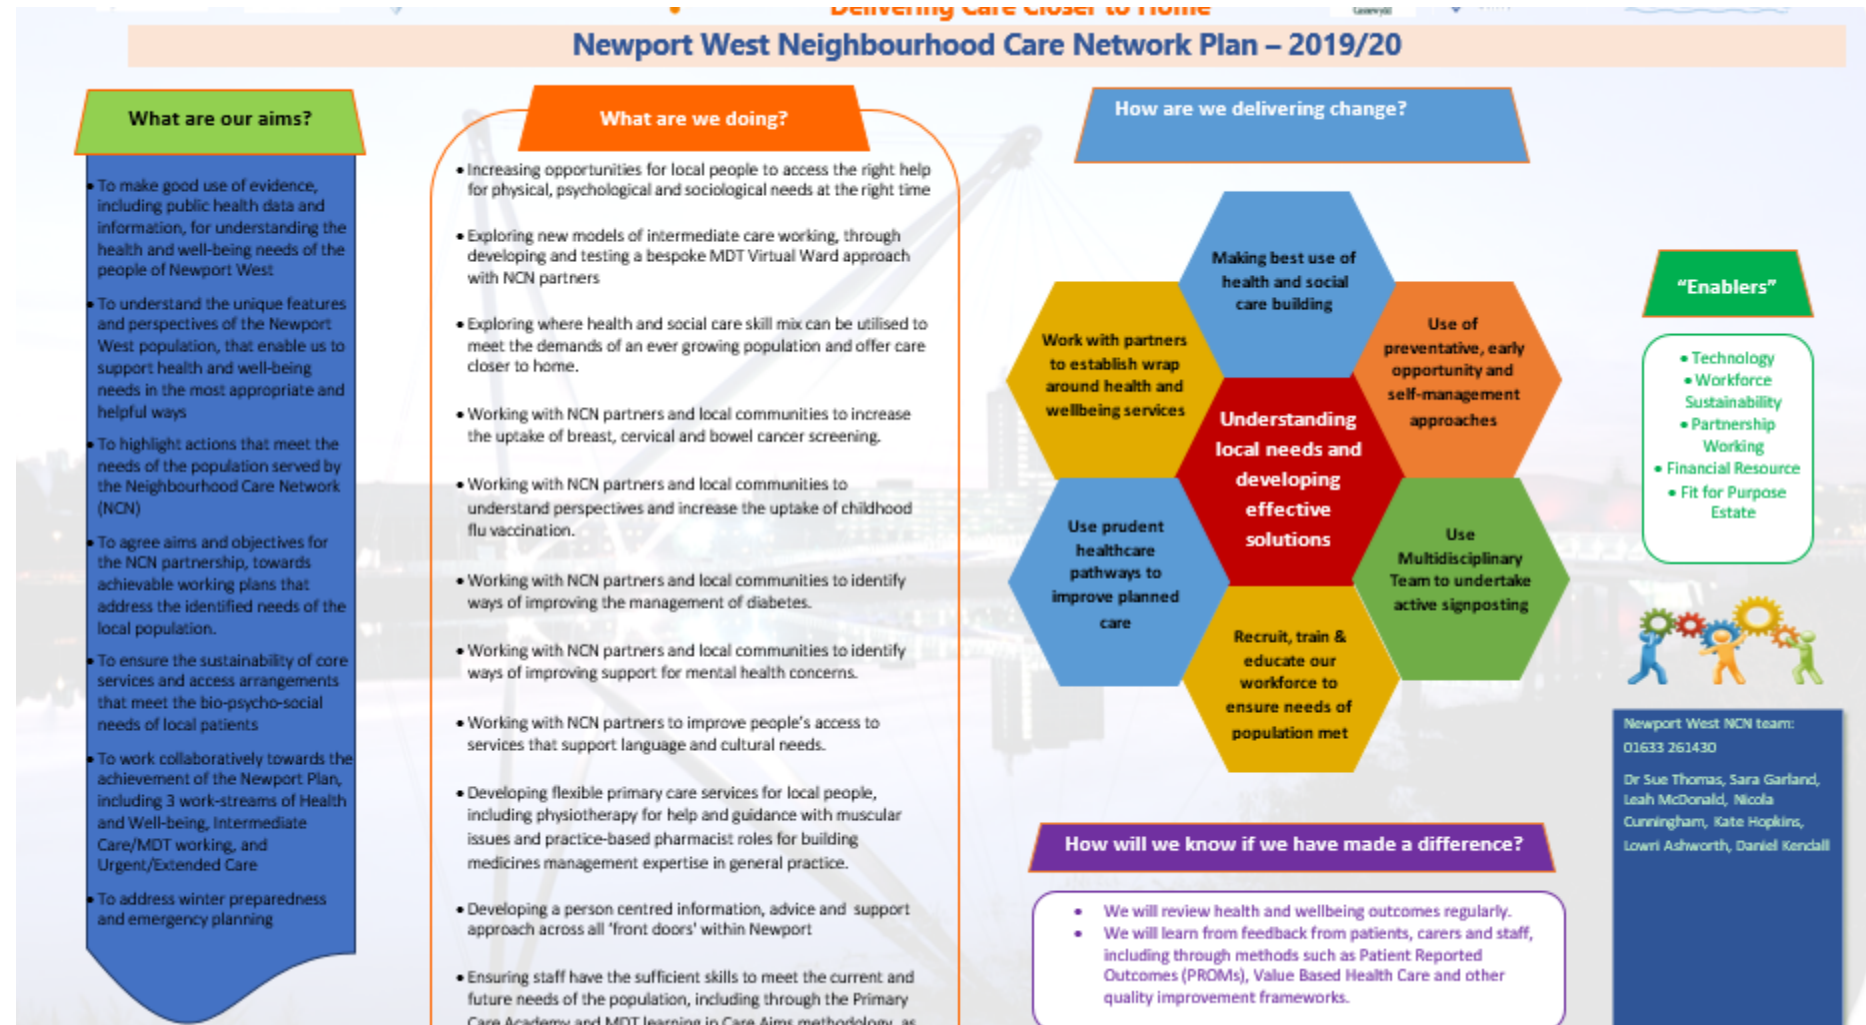 Delivering Care Closer to Home
Newport West Neighbourhood Care Network Plan – 2019/20
What are our aims?
• To make good use of evidence,
including public health data and
information, for understanding the
health and well-being needs of the
people of Newport West
• To understand the unique features
and perspectives of the Newport
West population, that enable us to
support health and well-being
needs in the most appropriate and
helpful ways
• To highlight actions that meet the
needs of the population served by
the Neighbourhood Care Network
(NCN)
• To agree aims and objectives for
the NCN partnership, towards
achievable working plans that
address the identified needs of the
local population.
• To ensure the sustainability of core
services and access arrangements
that meet the bio-psycho-social
needs of local patients
• To work collaboratively towards the
achievement of the Newport Plan,
including 3 work-streams of Health
and Well-being, Intermediate
Care/MDT working, and
Urgent/Extended Care
• To address winter preparedness
and emergency planning
What are we doing?
• Increasing opportunities for local people to access the right help
for physical, psychological and sociological needs at the right time
• Exploring new models of intermediate care working, through
developing and testing a bespoke MDT Virtual Ward approach
with NCN partners
• Exploring where health and social care skill mix can be utilised to
meet the demands of an ever growing population and offer care
closer to home.
• Working with NCN partners and local communities to increase
the uptake of breast, cervical and bowel cancer screening.
• Working with NCN partners and local communities to
understand perspectives and increase the uptake of childhood
flu vaccination.
• Working with NCN partners and local communities to identify
ways of improving the management of diabetes.
• Working with NCN partners and local communities to identify
ways of improving support for mental health concerns.
• Working with NCN partners to improve people's access to
services that support language and cultural needs.
• Developing flexible primary care services for local people,
including physiotherapy for help and guidance with muscular
issues and practice-based pharmacist roles for building
medicines management expertise in general practice.
• Developing a person centred information, advice and support
approach across all 'front doors' within Newport
• Ensuring staff have the sufficient skills to meet the current and
future needs of the population, including through the Primary
Care Academy and MDT learning in Care Aims methodology, as
How are we delivering change?
Making best use of
health and social
care building
Work with partners
to establish wrap
around health and
wellbeing services
Use of
preventative, early
opportunity and
self-management
approaches
Understanding
local needs and
developing
effective
solutions
Use prudent
healthcare
pathways to
improve planned
care
Use
Multidisciplinary
Team to undertake
active signposting
Recruit, train &
educate our
workforce to
ensure needs of
population met
How will we know if we have made a difference?
• We will review health and wellbeing outcomes regularly.
• We will learn from feedback from patients, carers and staff,
including through methods such as Patient Reported
Outcomes (PROMs), Value Based Health Care and other
quality improvement frameworks.
“Enablers”
• Technology
• Workforce
Sustainability
• Partnership
Working
• Financial Resource
• Fit for Purpose
Estate
Newport West NCN team:
01633 261430
Dr Sue Thomas, Sara Garland,
Leah McDonald, Nicola
Cunningham, Kate Hopkins,
Lowri Ashworth, Daniel Kendall